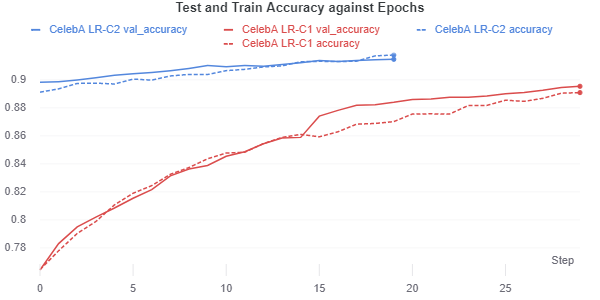 Test and Train Accuracy against Epochs
CelebA LR-C2 val_accuracy CelebA LR-C1 val_accuracy CelebA LR-C2 accuracy
CelebA LR-C1 accuracy
0.9
0.88
0.86
0.84
0.82
0.8
0.78
Step
0 5 10 15 20 25